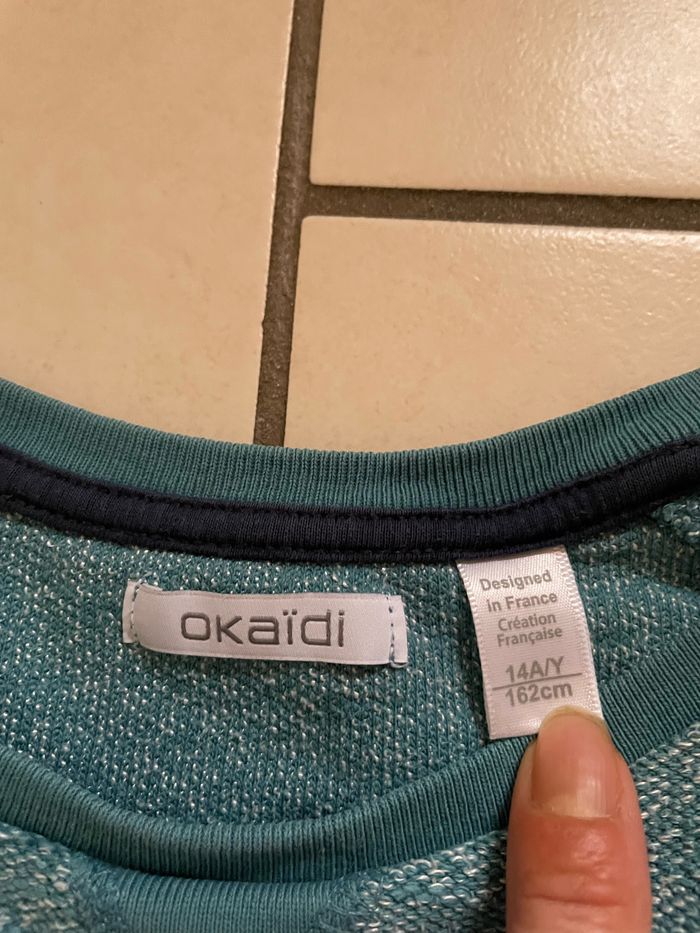 okaïdi
Designed
in France
Création
Française
14A/Y
162cm